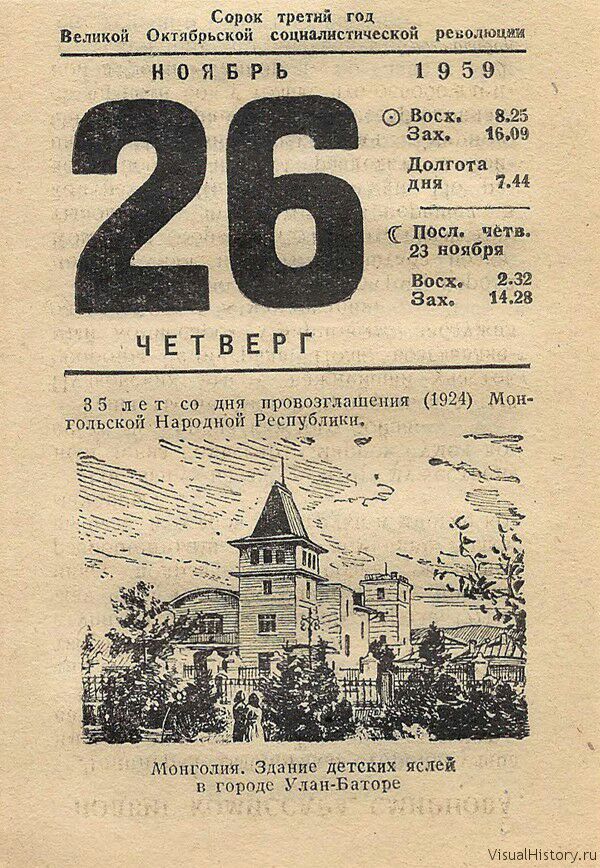 Сорок третий год
Великой Октябрьской социалистической революции
НОЯБРЬ 1959
26
Восх. 8.25
Зах. 16.09
Долгота
дня 7.44
Посл. четв.
23 ноября
Восх. 2.32
Зах. 14.28
ЧЕТВЕРГ
35 лет со дня провозглашения (1924) Мон-
гольской Народной Республики.
Монголия. Здание детских яслей
в городе Улан-Баторе
VisualHistory.ru